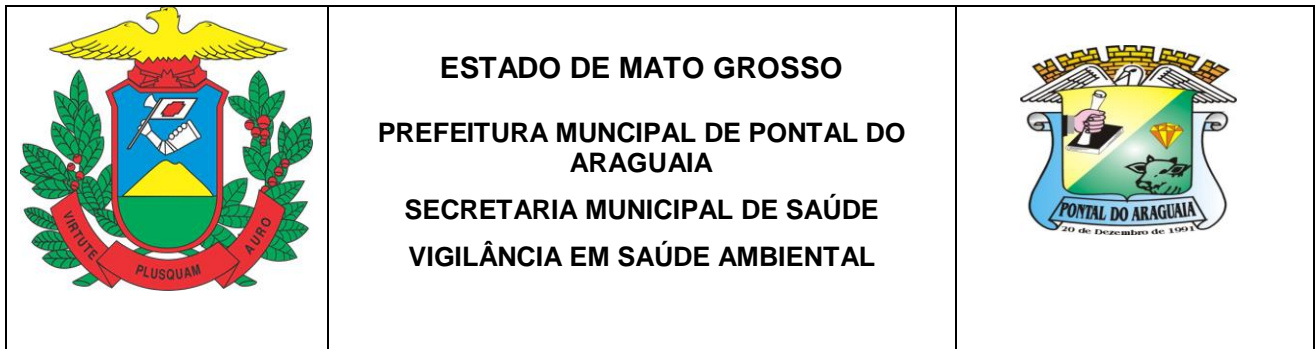 VIRTUTE PLUSQUAM AURO
ESTADO DE MATO GROSSO
PREFEITURA MUNCIPAL DE PONTAL DO
ARAGUAIA
SECRETARIA MUNICIPAL DE SAÚDE
VIGILÂNCIA EM SAÚDE AMBIENTAL
PONTAL DO ARAGUAIA
20 de Dezembro de 1991